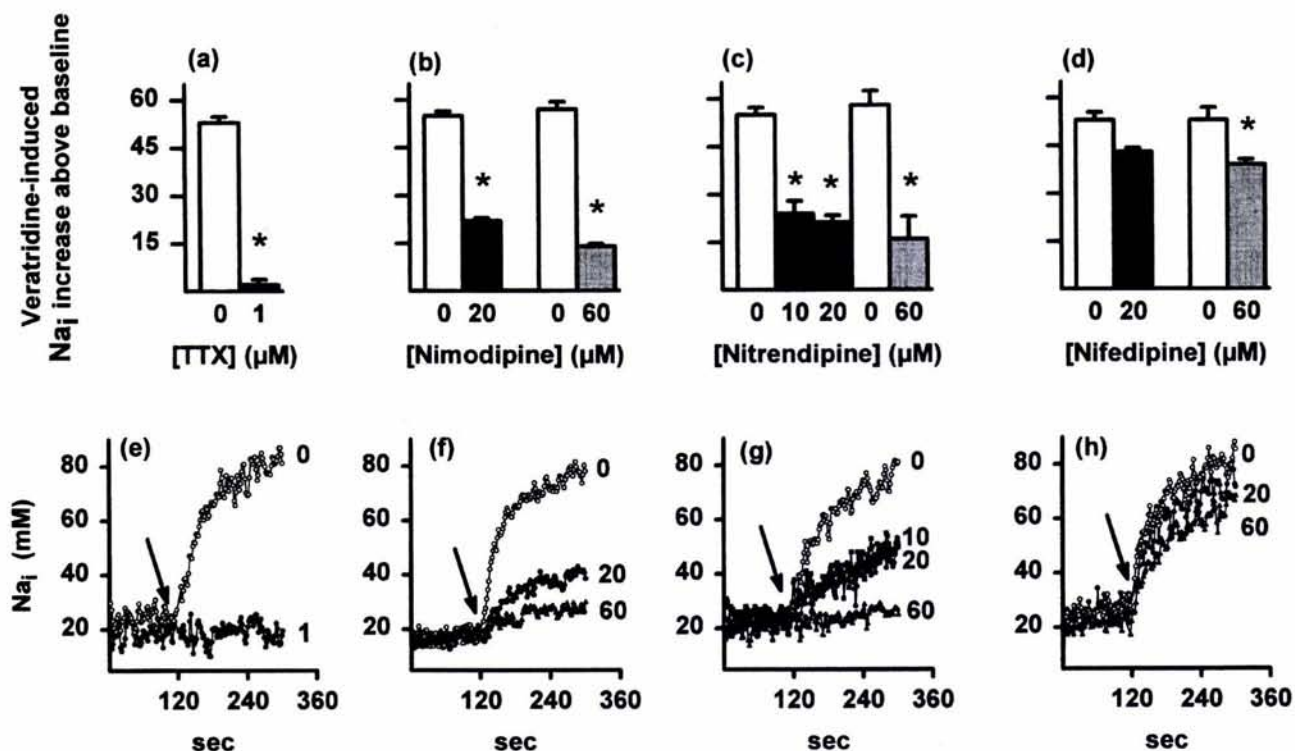 Veratridine-induced
Nai increase above baseline
(a)
60
45
30
15
*
0 1
[TTX] (µM)
(b)
*
*
0 20 0 60
[Nimodipine] (µM)
(c)
* *
*
0 10 20 0 60
[Nitrendipine] (µM)
(d)
*
0 20 0 60
[Nifedipine] (µM)
Nai (mM)
(e)
80
60
40
20
0
1
120 240 360
sec
(f)
80
60
40
20
0
20
60
120 240 360
sec
(g)
80
60
40
20
0
10
20
60
120 240 360
sec
(h)
80
60
40
20
0
20
60
120 240 360
sec